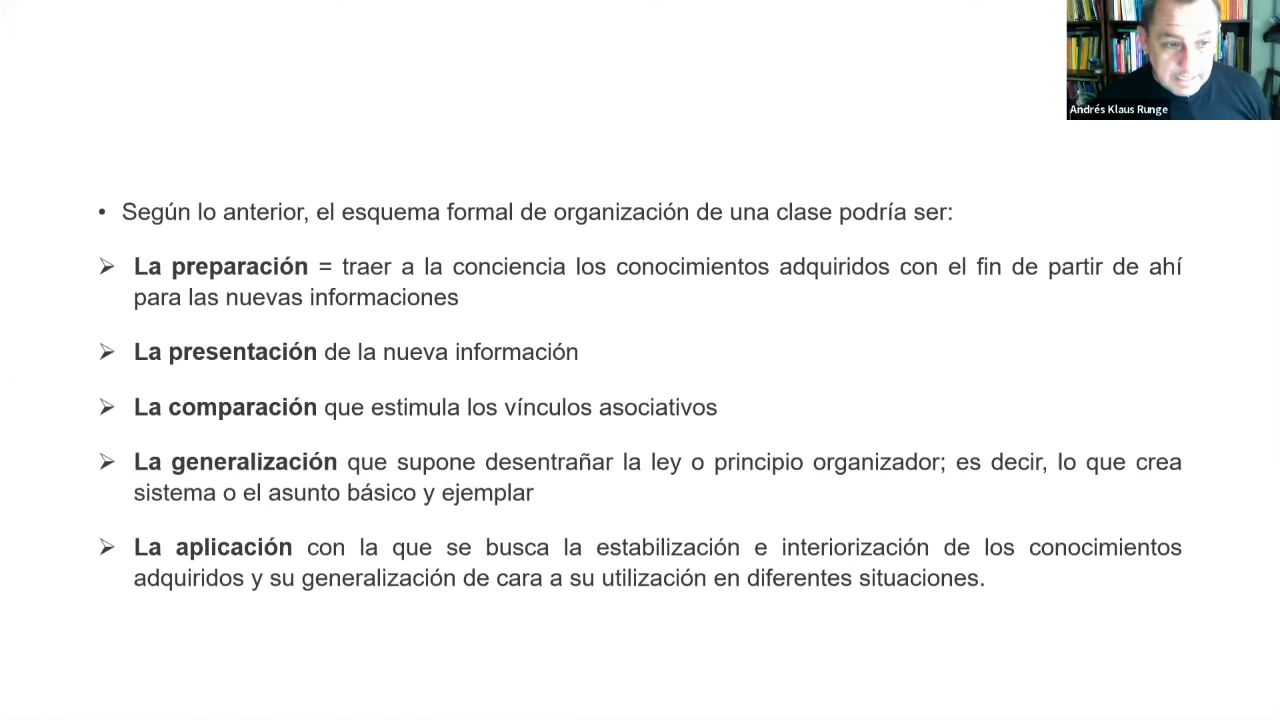 Andrés Klaus Runge
• Según lo anterior, el esquema formal de organización de una clase podría ser:
➢ La preparación = traer a la conciencia los conocimientos adquiridos con el fin de partir de ahí
para las nuevas informaciones
➢ La presentación de la nueva información
➢ La comparación que estimula los vínculos asociativos
➢ La generalización que supone desentrañar la ley o principio organizador; es decir, lo que crea
sistema o el asunto básico y ejemplar
➢ La aplicación con la que se busca la estabilización e interiorización de los conocimientos
adquiridos y su generalización de cara a su utilización en diferentes situaciones.